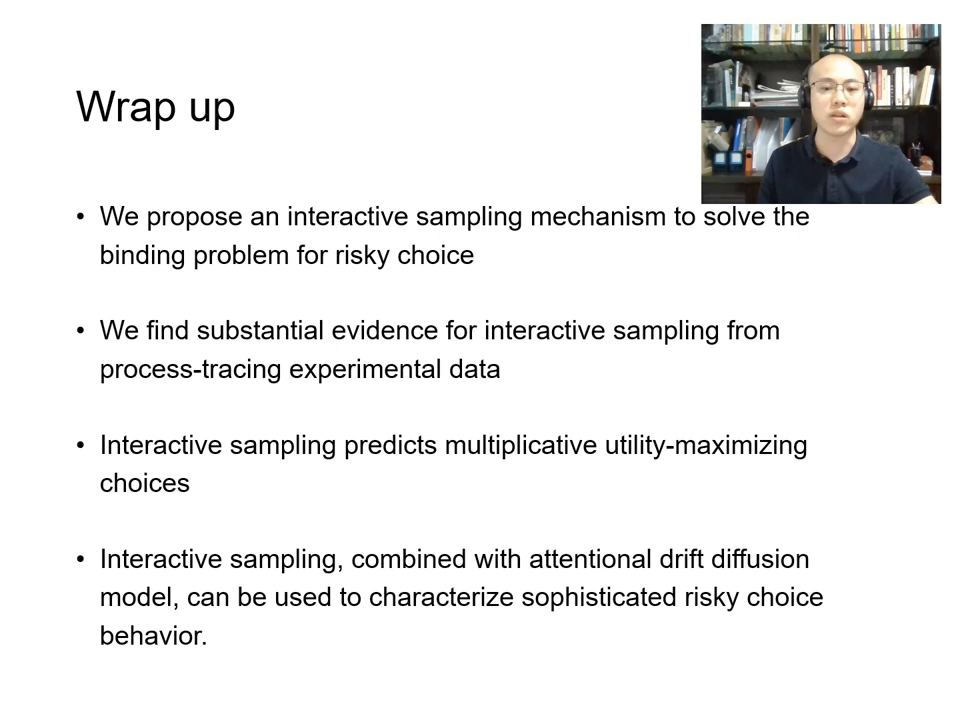 Wrap up
• We propose an interactive sampling mechanism to solve the
binding problem for risky choice
• We find substantial evidence for interactive sampling from
process-tracing experimental data
• Interactive sampling predicts multiplicative utility-maximizing
choices
• Interactive sampling, combined with attentional drift diffusion
model, can be used to characterize sophisticated risky choice
behavior.